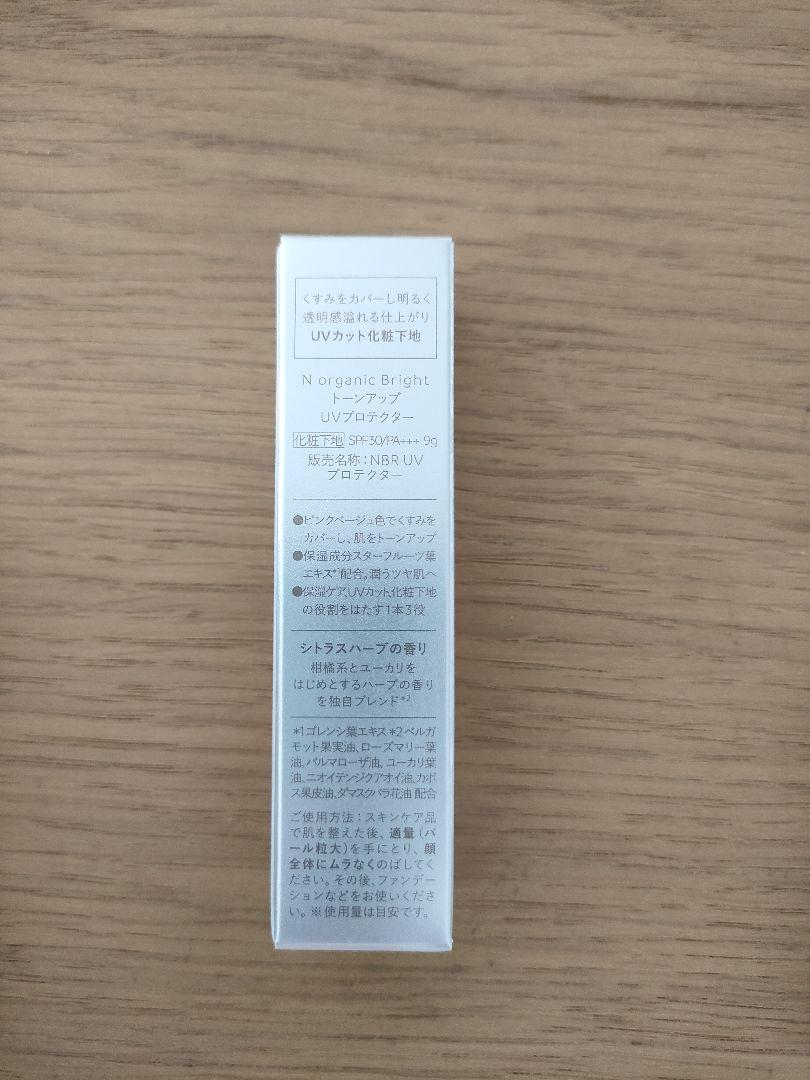 くすみをカバーし明るく
透明感溢れる仕上がり
UVカット化粧下地
N organic Bright
トーンアップ
UVプロテクター
化粧下地 SPF30/PA+++ 9g
販売名称：NBR UV
プロテクター
●ピンクベージュ色でくすみを
カバーし、肌をトーンアップ
●保湿成分スターフルーツ葉
エキス*1配合。潤うツヤ肌へ
●保湿ケア、UVカット、化粧下地
の役割をはたす1本3役
シトラスハーブの香り
柑橘系とユーカリを
はじめとするハーブの香り
を独自ブレンド*2
*1ゴレンシ葉エキス *2ベルガ
モット果実油、ローズマリー葉
油、パルマローザ油、ユーカリ葉
油、ニオイテンジクアオイ油、カボ
ス果皮油、ダマスクバラ花油 配合
ご使用方法：スキンケア品
で肌を整えた後、適量（パ
ール粒大）を手にとり、顔
全体にムラなくのばしてく
ださい。その後、ファンデー
ションなどをお使いくださ
い。※使用量は目安です。